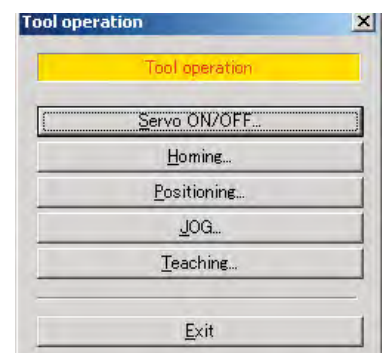 Tool operation
Tool operation
Servo ON/OFF...
Homing...
Positioning...
JOG...
Teaching...
Exit